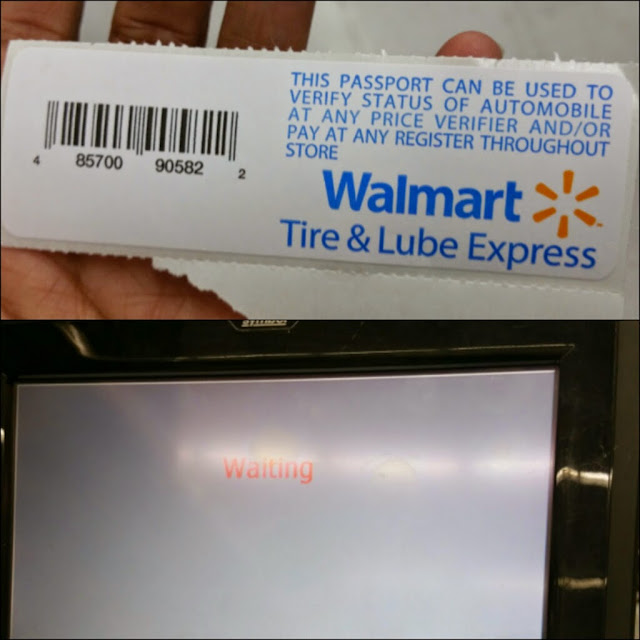 THIS PASSPORT CAN BE USED TO
VERIFY STATUS OF AUTOMOBILE
AT ANY PRICE VERIFIER AND/OR
PAY AT ANY REGISTER THROUGHOUT
STORE
4 85700 90582 2
Walmart
Tire & Lube Express
Waiting